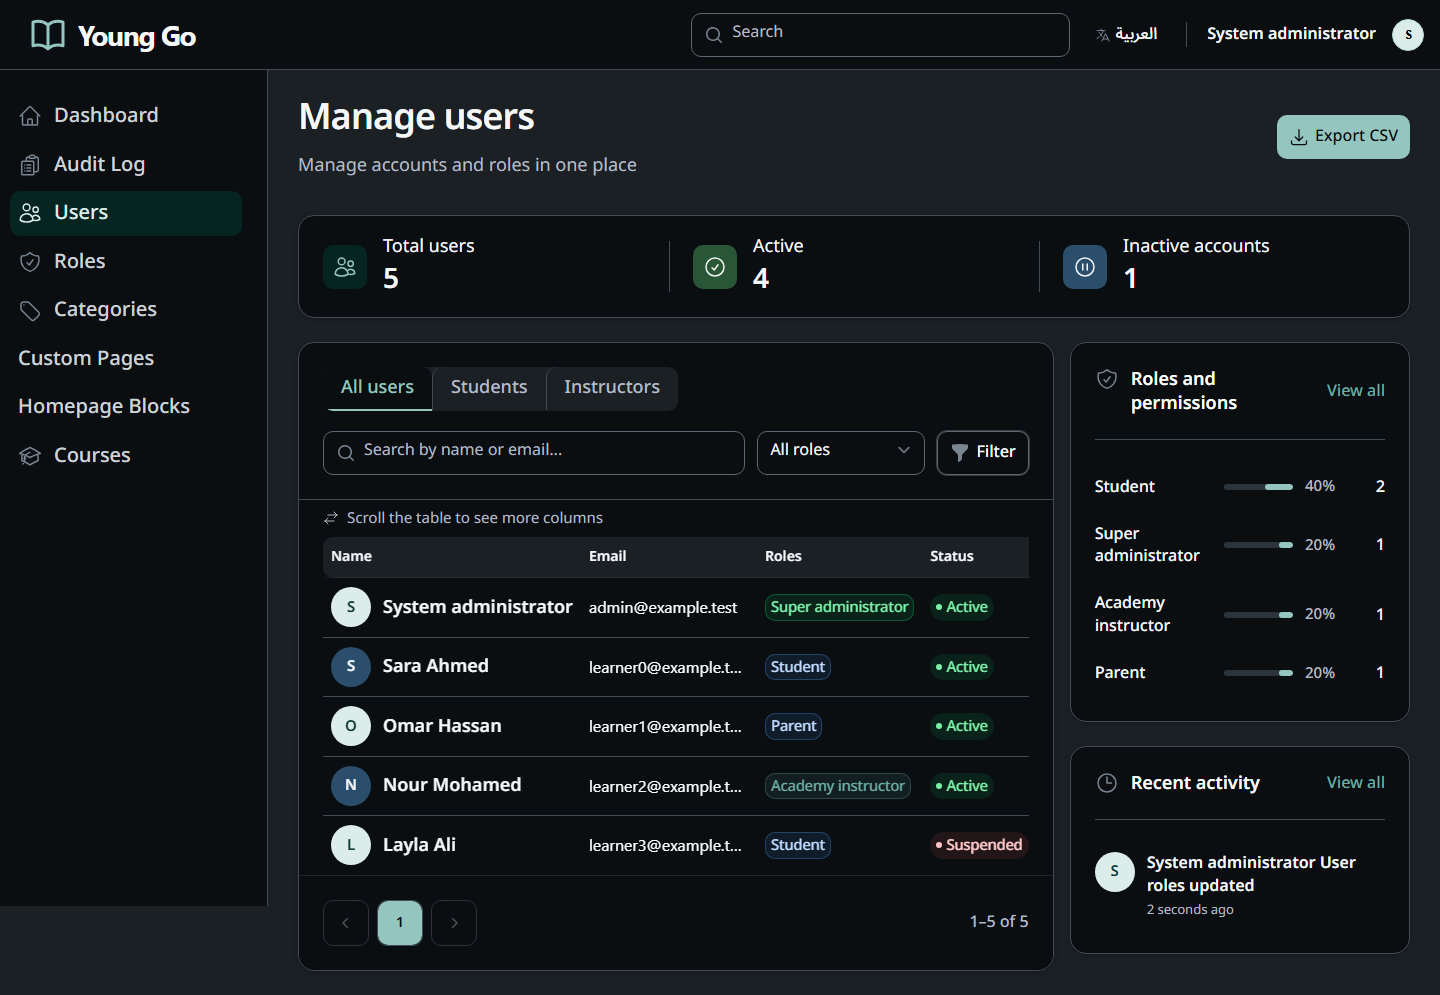 Young Go
Search
العربية
System administrator
S
Dashboard
Audit Log
Users
Roles
Categories
Custom Pages
Homepage Blocks
Courses
Manage users
Manage accounts and roles in one place
Export CSV
Total users
5
Active
4
Inactive accounts
1
All users
Students
Instructors
Search by name or email...
All roles
Filter
Scroll the table to see more columns
Name Email Roles Status
S System administrator admin@example.test Super administrator Active
S Sara Ahmed learner0@example.t... Student Active
O Omar Hassan learner1@example.t... Parent Active
N Nour Mohamed learner2@example.t... Academy instructor Active
L Layla Ali learner3@example.t... Student Suspended
1
1–5 of 5
Roles and
permissions
View all
Student 40% 2
Super
administrator 20% 1
Academy
instructor 20% 1
Parent 20% 1
Recent activity
View all
S
System administrator User
roles updated
2 seconds ago